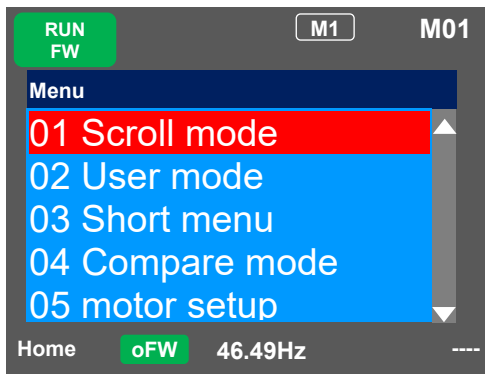 RUN
FW
M1
M01
Menu
01 Scroll mode
02 User mode
03 Short menu
04 Compare mode
05 motor setup
Home oFW 46.49Hz ----